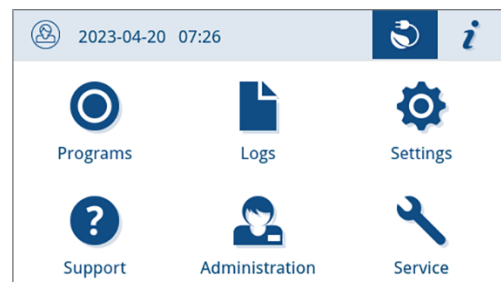 2023-04-20 07:26
i
Programs
Logs
Settings
?
Support
Administration
Service